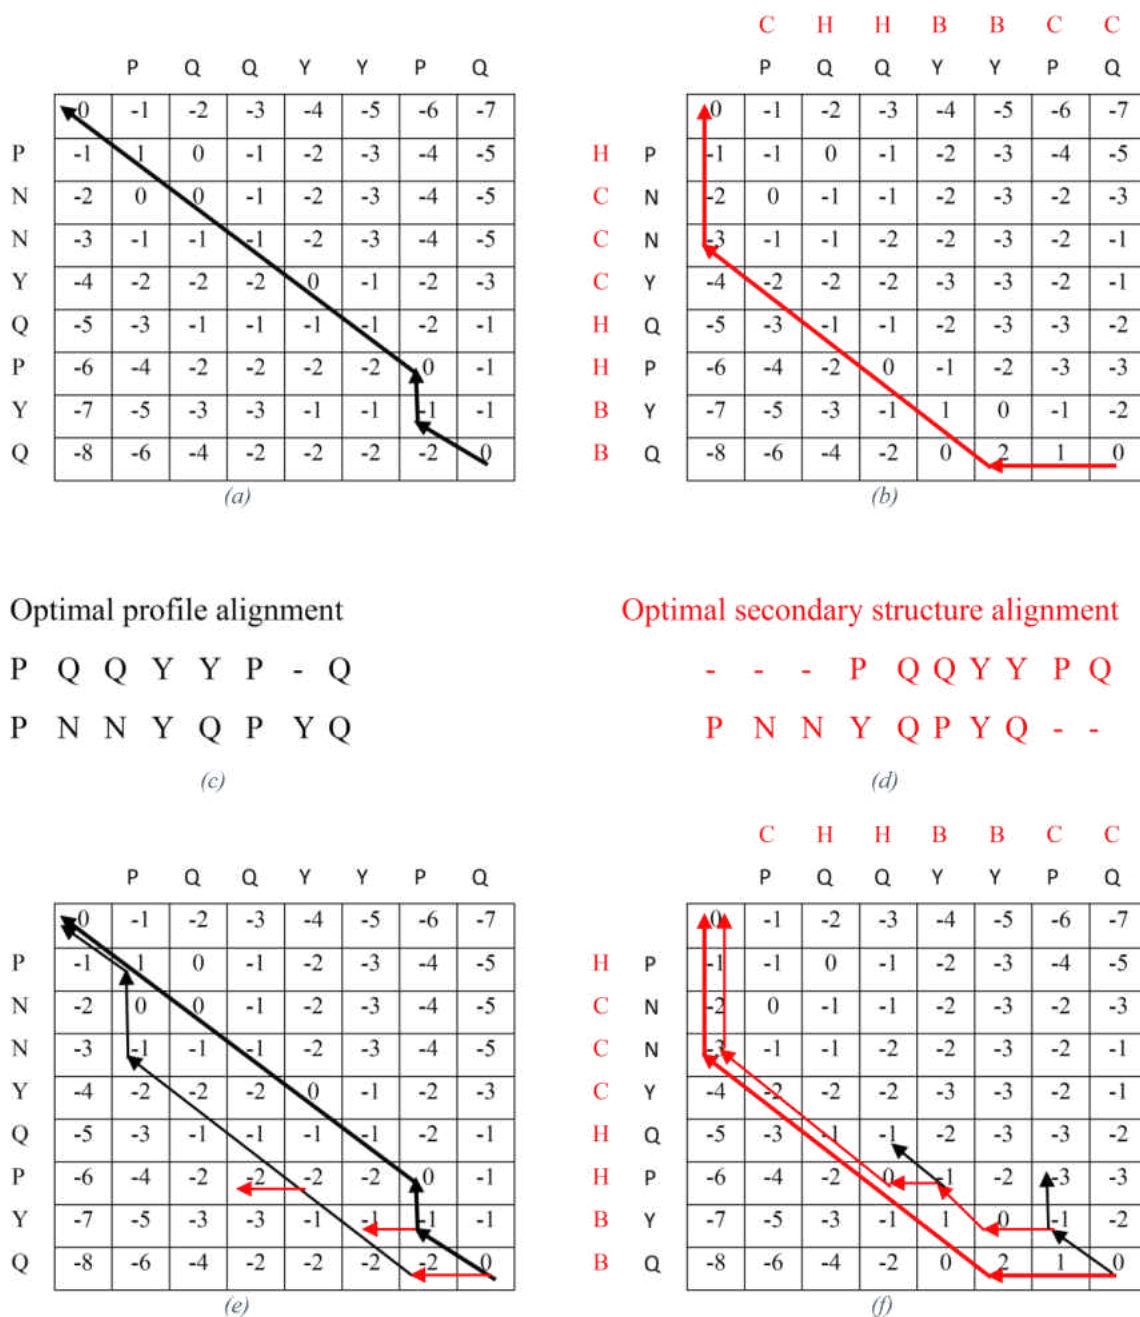 P Q Q Y Y P Q
0 -1 -2 -3 -4 -5 -6 -7
P -1 1 0 -1 -2 -3 -4 -5
N -2 0 0 -1 -2 -3 -4 -5
N -3 -1 -1 -1 -2 -3 -4 -5
Y -4 -2 -2 -2 0 -1 -2 -3
Q -5 -3 -1 -1 -1 -1 -2 -1
P -6 -4 -2 -2 -2 -2 0 -1
Y -7 -5 -3 -3 -1 -1 -1 -1
Q -8 -6 -4 -2 -2 -2 -2 0
(a)
C H H B B C C
P Q Q Y Y P Q
0 -1 -2 -3 -4 -5 -6 -7
H P -1 -1 0 -1 -2 -3 -4 -5
C N -2 0 -1 -1 -2 -3 -2 -3
C N -3 -1 -1 -2 -2 -3 -2 -1
C Y -4 -2 -2 -2 -3 -3 -2 -1
H Q -5 -3 -1 -1 -2 -3 -3 -2
H P -6 -4 -2 0 -1 -2 -3 -3
B Y -7 -5 -3 -1 1 0 -1 -2
B Q -8 -6 -4 -2 0 2 1 0
(b)
Optimal profile alignment
P Q Q Y Y P - Q
P N N Y Q P Y Q
(c)
Optimal secondary structure alignment
- - - P Q Q Y Y P Q
P N N Y Q P Y Q - -
(d)
P Q Q Y Y P Q
0 -1 -2 -3 -4 -5 -6 -7
P -1 1 0 -1 -2 -3 -4 -5
N -2 0 0 -1 -2 -3 -4 -5
N -3 -1 -1 -1 -2 -3 -4 -5
Y -4 -2 -2 -2 0 -1 -2 -3
Q -5 -3 -1 -1 -1 -1 -2 -1
P -6 -4 -2 -2 -2 -2 0 -1
Y -7 -5 -3 -3 -1 -1 -1 -1
Q -8 -6 -4 -2 -2 -2 -2 0
(e)
C H H B B C C
P Q Q Y Y P Q
0 -1 -2 -3 -4 -5 -6 -7
H P -1 -1 0 -1 -2 -3 -4 -5
C N -2 0 -1 -1 -2 -3 -2 -3
C N -3 -1 -1 -2 -2 -3 -2 -1
C Y -4 -2 -2 -2 -3 -3 -2 -1
H Q -5 -3 -1 -1 -2 -3 -3 -2
H P -6 -4 -2 0 -1 -2 -3 -3
B Y -7 -5 -3 -1 1 0 -1 -2
B Q -8 -6 -4 -2 0 2 1 0
(f)